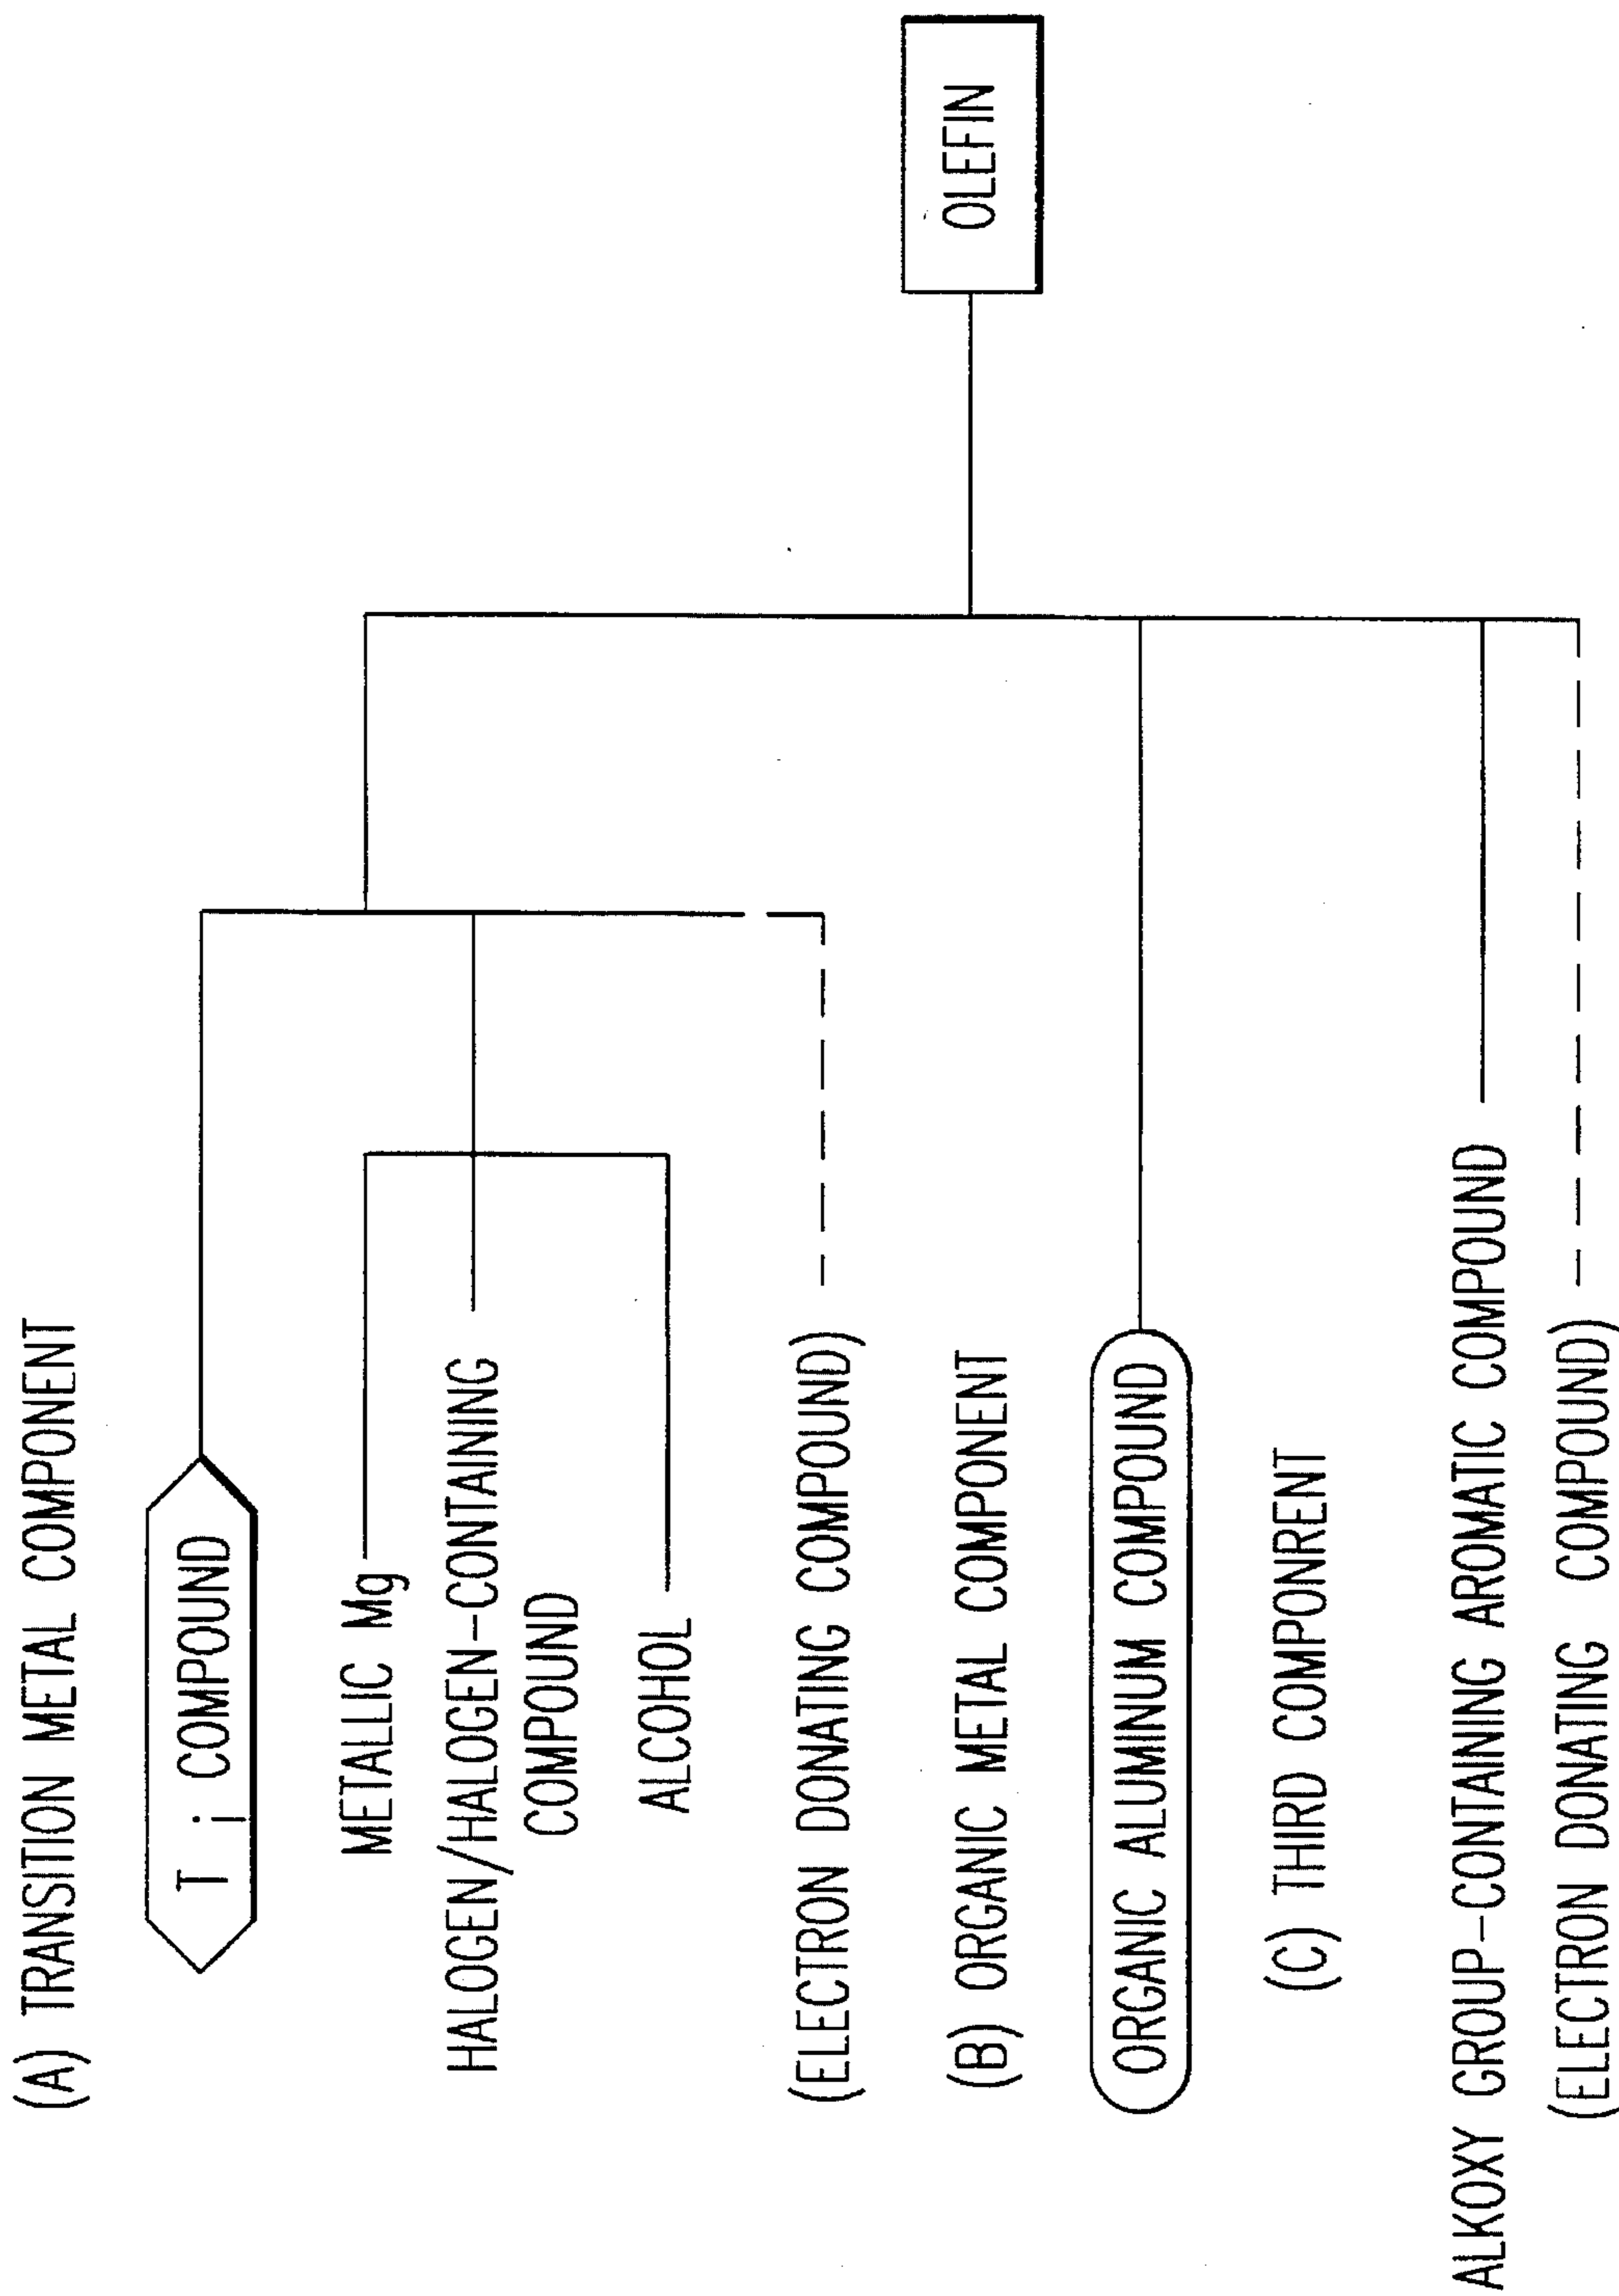 (A) TRANSITION METAL COMPONENT
Ti COMPOUND
METALLIC Mg
HALOGEN/HALOGEN-CONTAINING
COMPOUND
ALCOHOL
(ELECTRON DONATING COMPOUND)
(B) ORGANIC METAL COMPONENT
ORGANIC ALUMINUM COMPOUND
(C) THIRD COMPONRENT
ALKOXY GROUP-CONTAINING AROMATIC COMPOUND
(ELECTRON DONATING COMPOUND)
OLEFIN